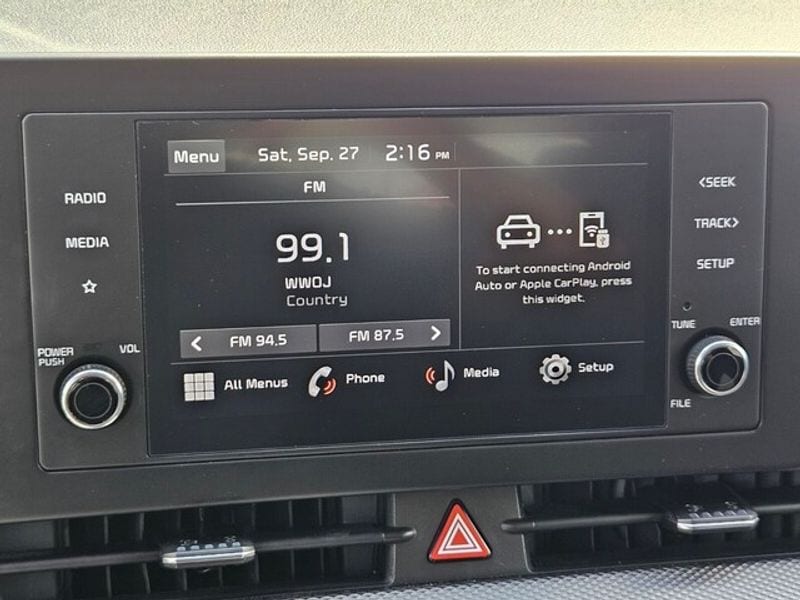 Menu
Sat, Sep. 27
2:16 PM
FM
99.1
WWOJ
Country
< FM 94.5
FM 87.5 >
To start connecting Android
Auto or Apple CarPlay, press
this widget.
All Menus
Phone
Media
Setup
RADIO
MEDIA
POWER
PUSH
VOL
<SEEK
TRACK>
SETUP
TUNE
ENTER
FILE